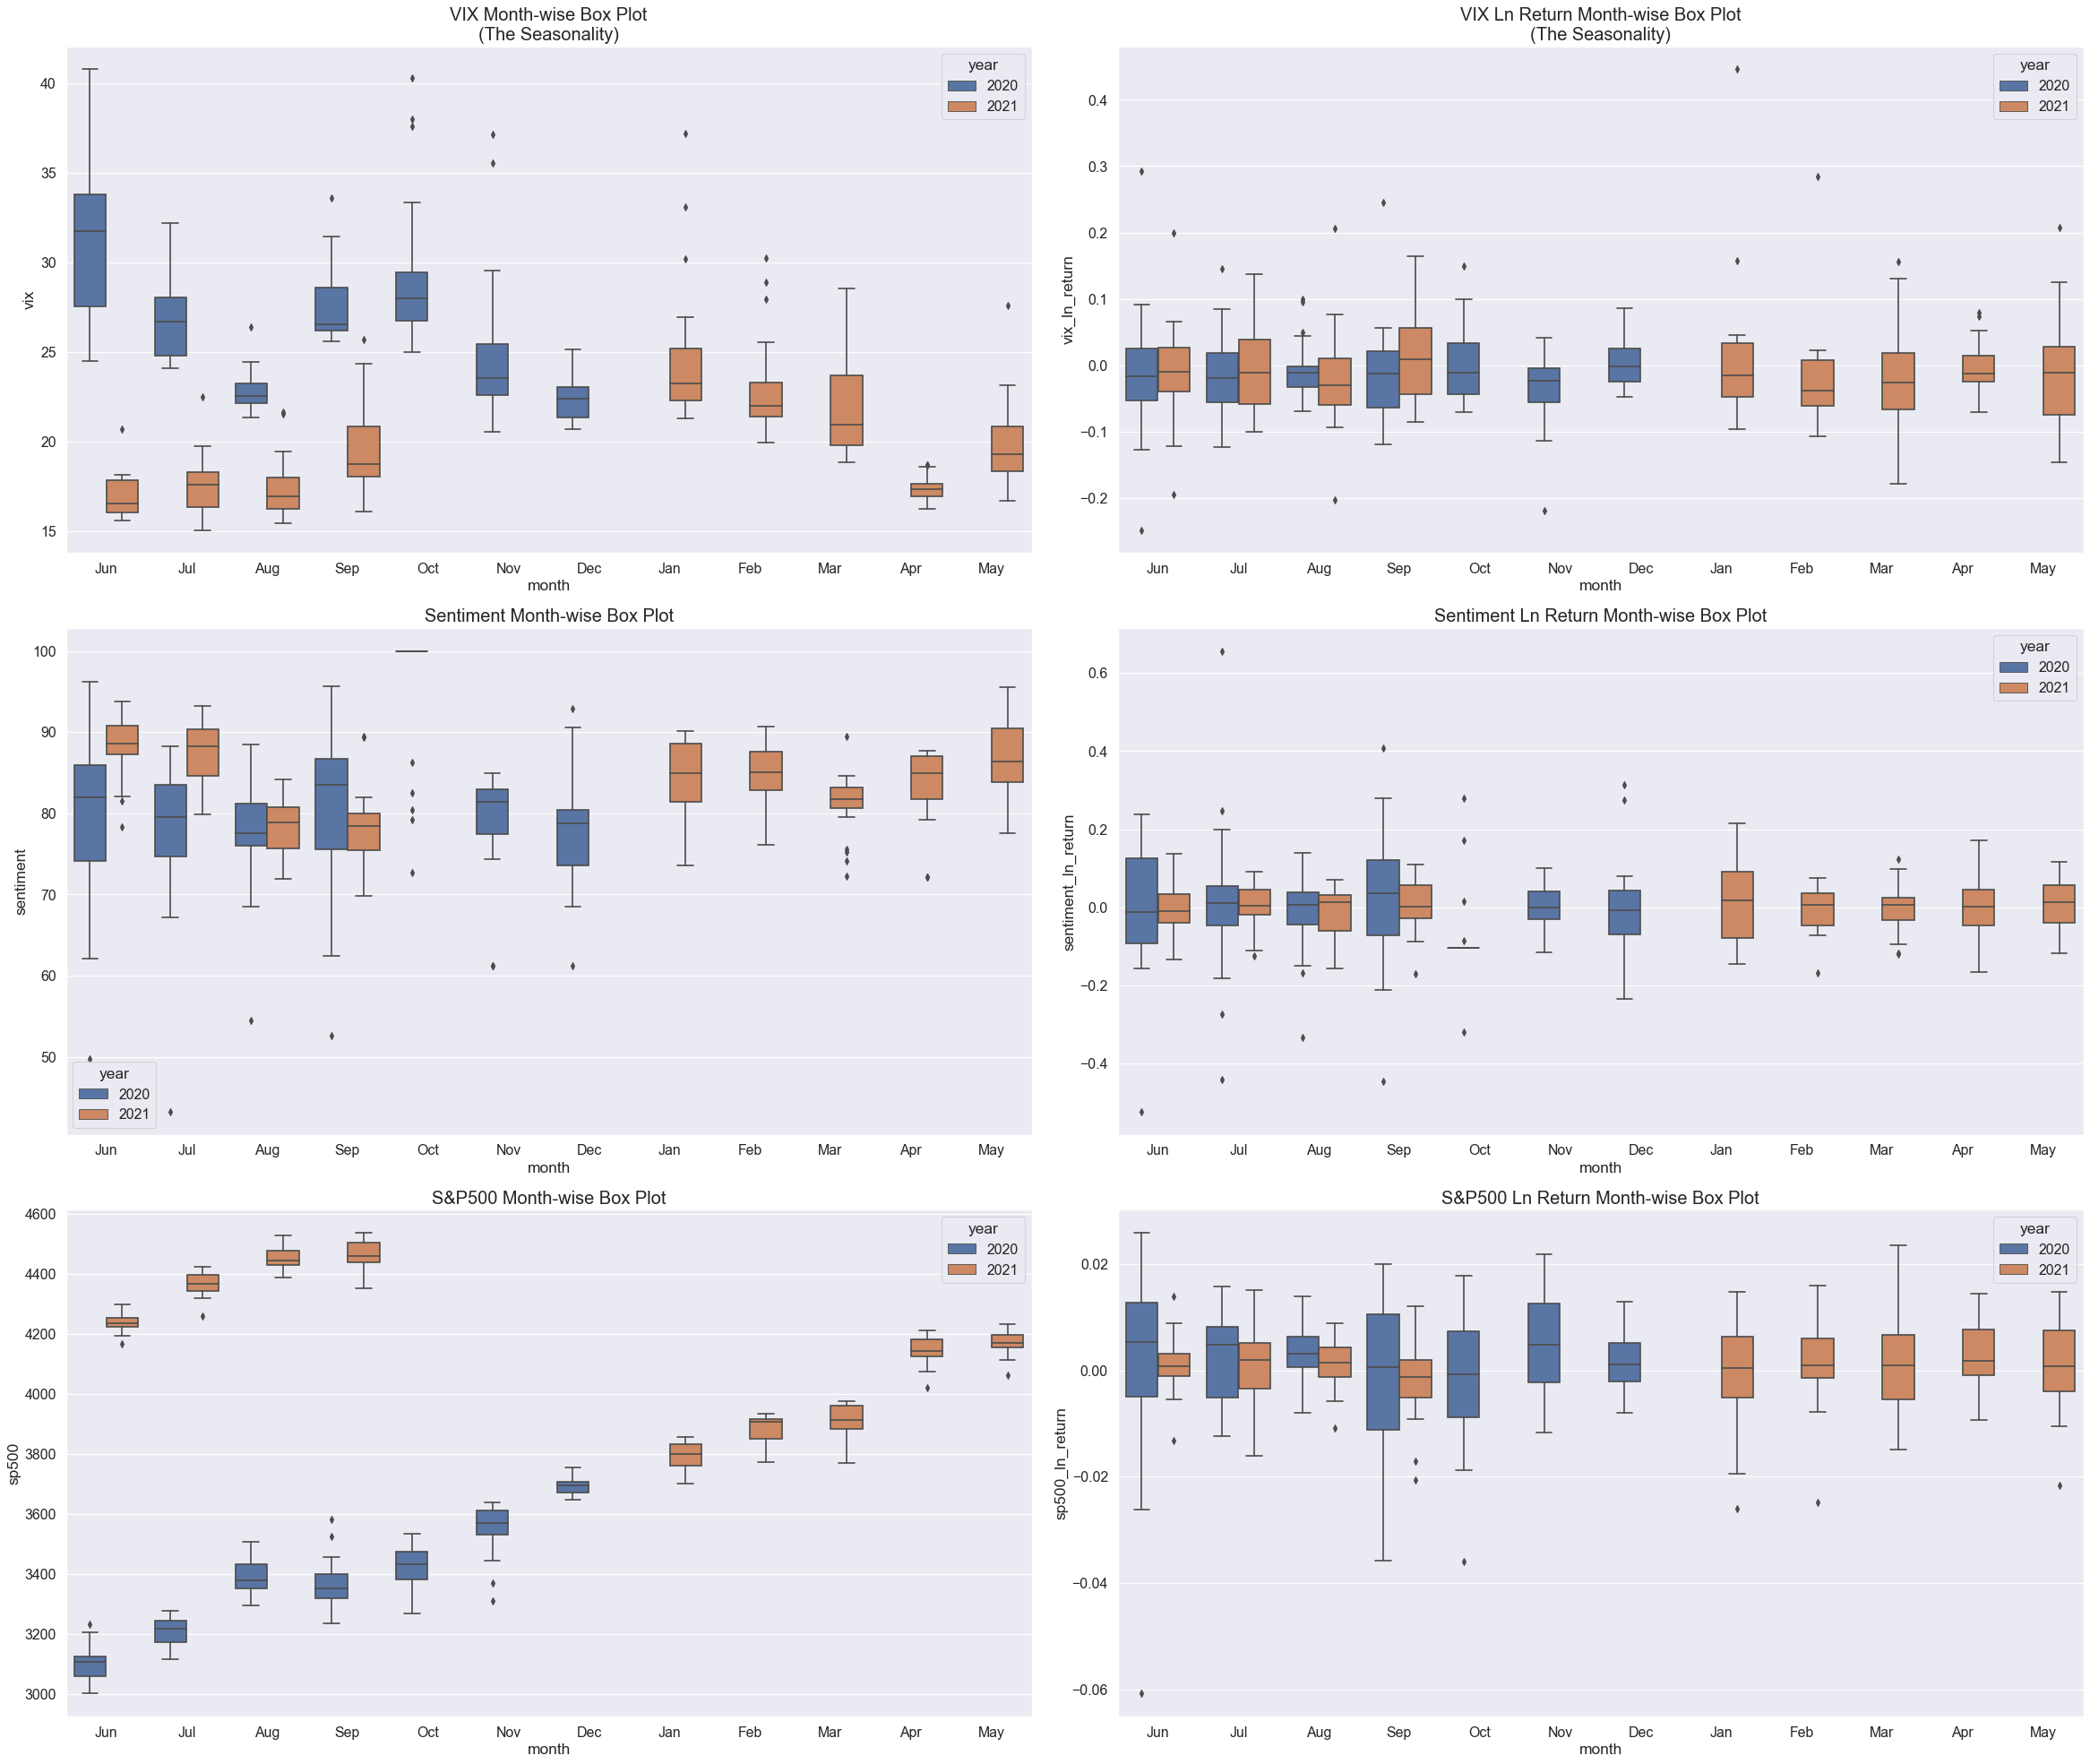 VIX Month-wise Box Plot
(The Seasonality)
year
2020
2021
40
35
30
25
20
15
vix
Jun Jul Aug Sep Oct Nov Dec Jan Feb Mar Apr May
month
VIX Ln Return Month-wise Box Plot
(The Seasonality)
year
2020
2021
0.4
0.3
0.2
0.1
0.0
−0.1
−0.2
vix_ln_return
Jun Jul Aug Sep Oct Nov Dec Jan Feb Mar Apr May
month
Sentiment Month-wise Box Plot
100
90
80
70
60
50
sentiment
year
2020
2021
Jun Jul Aug Sep Oct Nov Dec Jan Feb Mar Apr May
month
Sentiment Ln Return Month-wise Box Plot
year
2020
2021
0.6
0.4
0.2
0.0
−0.2
−0.4
sentiment_ln_return
Jun Jul Aug Sep Oct Nov Dec Jan Feb Mar Apr May
month
S&P500 Month-wise Box Plot
year
2020
2021
4600
4400
4200
4000
3800
3600
3400
3200
3000
sp500
Jun Jul Aug Sep Oct Nov Dec Jan Feb Mar Apr May
month
S&P500 Ln Return Month-wise Box Plot
year
2020
2021
0.02
0.00
−0.02
−0.04
−0.06
sp500_ln_return
Jun Jul Aug Sep Oct Nov Dec Jan Feb Mar Apr May
month